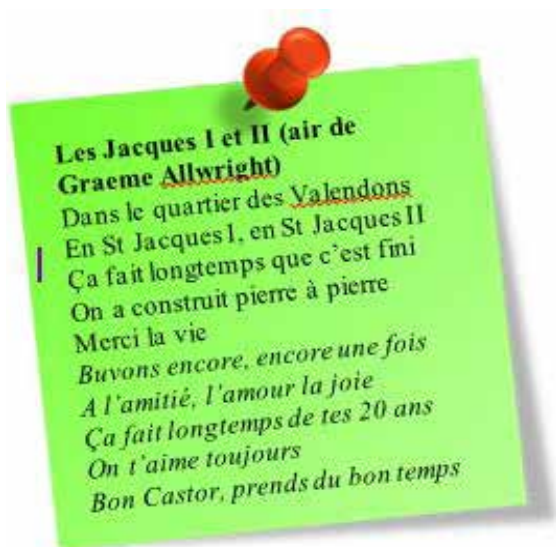 Les Jacques I et II (air de
Graeme Allwright)
Dans le quartier des Valendons
En St Jacques I, en St Jacques II
Ça fait longtemps que c’est fini
On a construit pierre à pierre
Merci la vie
Buvons encore, encore une fois
A l’amitié, l’amour la joie
Ça fait longtemps de tes 20 ans
On t’aime toujours
Bon Castor, prends du bon temps